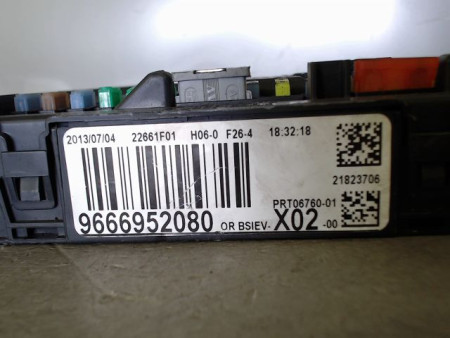 2013/07/04 22661F01 H06-0 F26-4 18:32:18
21823706
PRT06760-01
9666952080 OR BSIEV- X02 -00